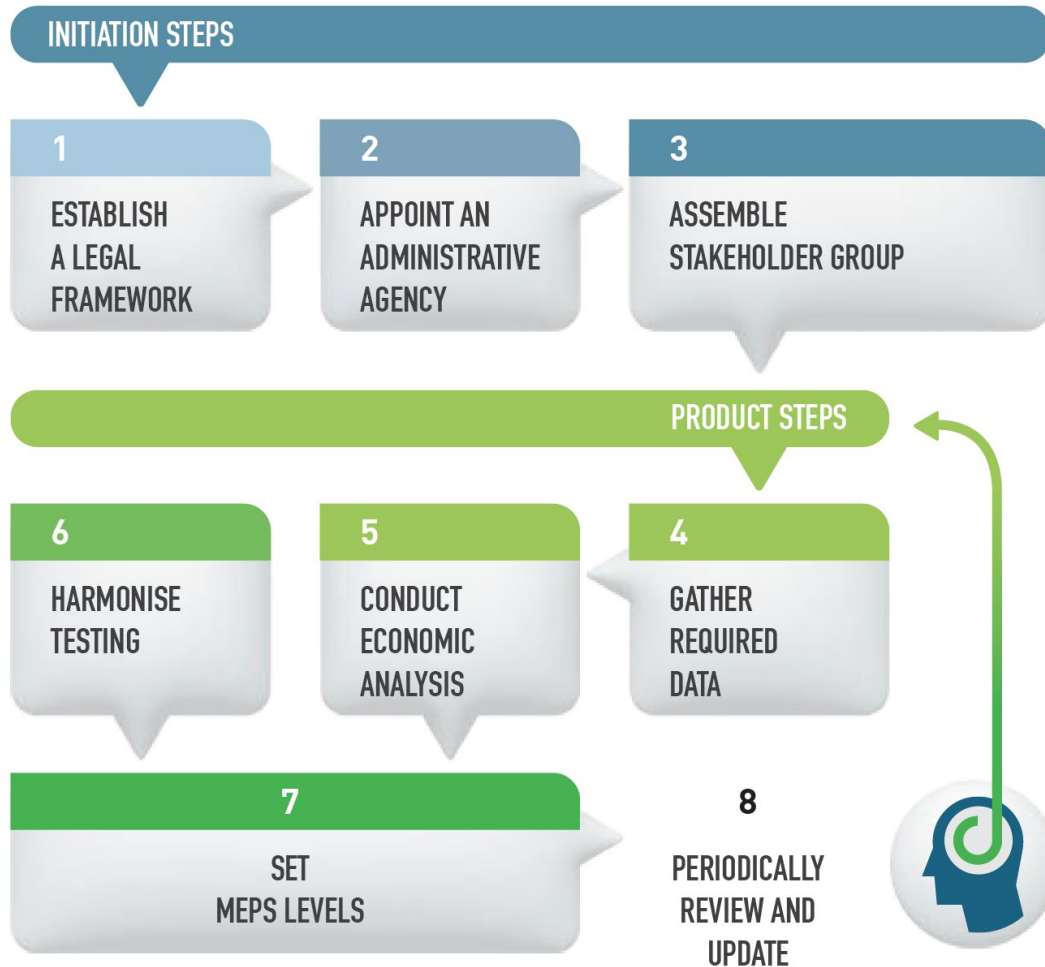 INITIATION STEPS
1
ESTABLISH
A LEGAL
FRAMEWORK
2
APPOINT AN
ADMINISTRATIVE
AGENCY
3
ASSEMBLE
STAKEHOLDER GROUP
PRODUCT STEPS
4
GATHER
REQUIRED
DATA
5
CONDUCT
ECONOMIC
ANALYSIS
6
HARMONISE
TESTING
7
SET
MEPS LEVELS
8
PERIODICALLY
REVIEW AND
UPDATE